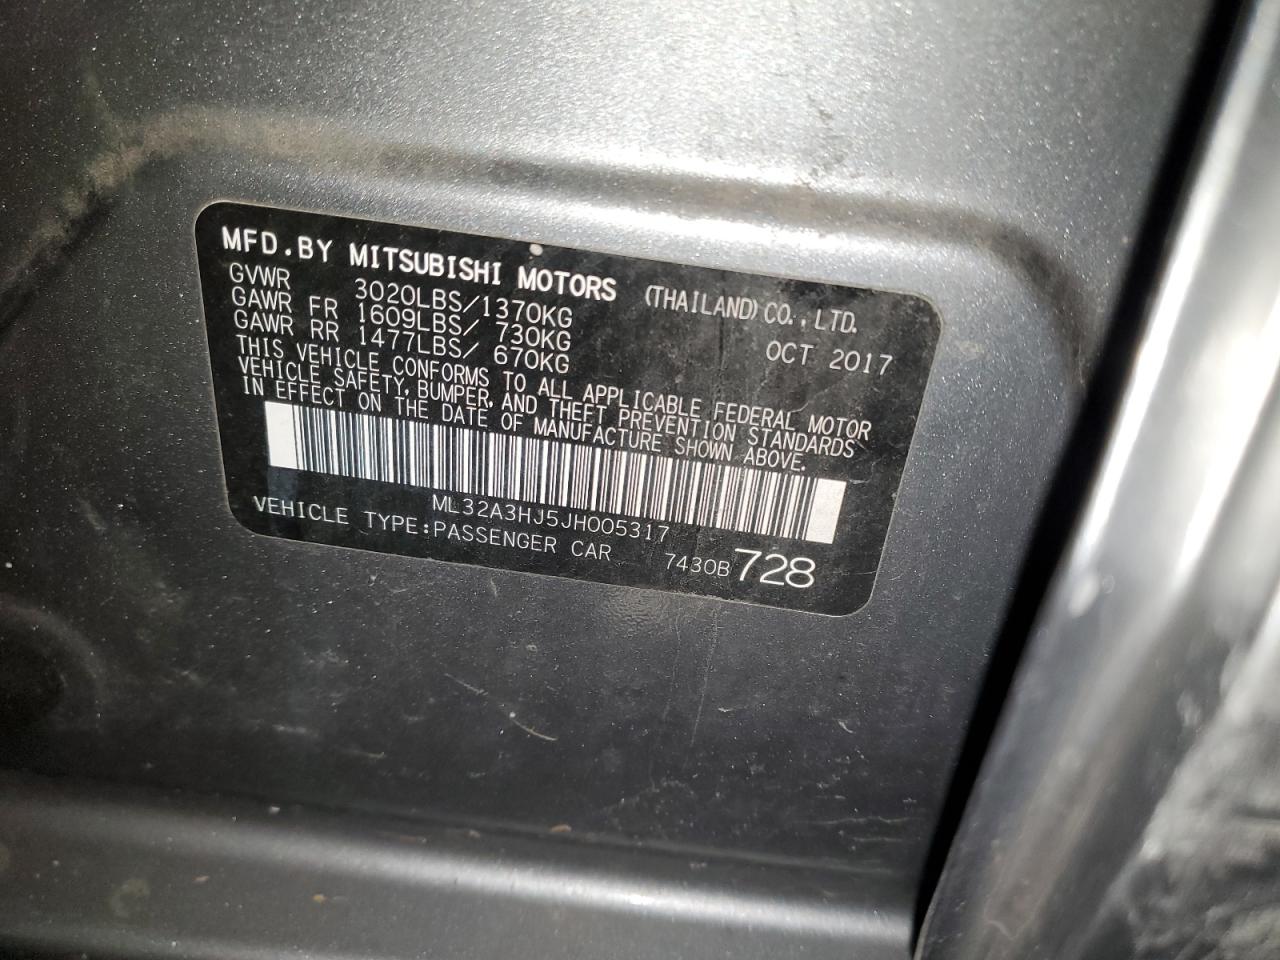 MFD.BY MITSUBISHI MOTORS (THAILAND)CO.,LTD.
GVWR 3020LBS/1370KG OCT 2017
GAWR FR 1609LBS/ 730KG
GAWR RR 1477LBS/ 670KG
THIS VEHICLE CONFORMS TO ALL APPLICABLE FEDERAL MOTOR
VEHICLE SAFETY, BUMPER, AND THEFT PREVENTION STANDARDS
IN EFFECT ON THE DATE OF MANUFACTURE SHOWN ABOVE.
ML32A3HJ5JH005317
VEHICLE TYPE:PASSENGER CAR 7430B728